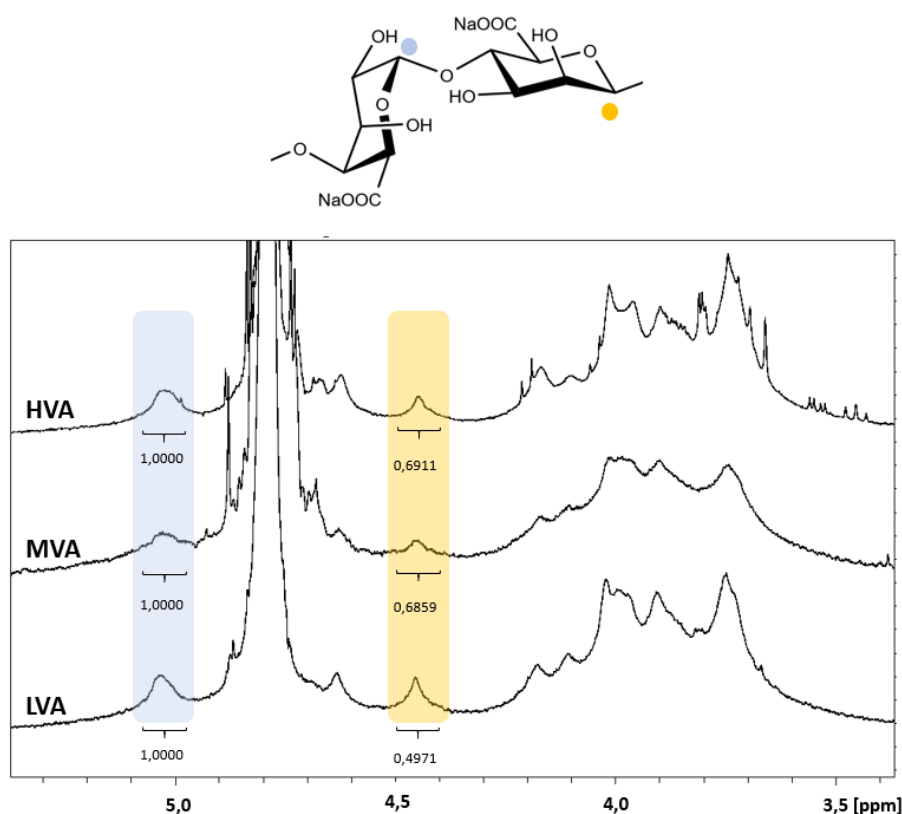 NaOOC
OH
HO
O
O
O
HO
OH
OH
O
NaOOC
HVA
1,0000
0,6911
MVA
1,0000
0,6859
LVA
1,0000
0,4971
5,0
4,5
4,0
3,5 [ppm]